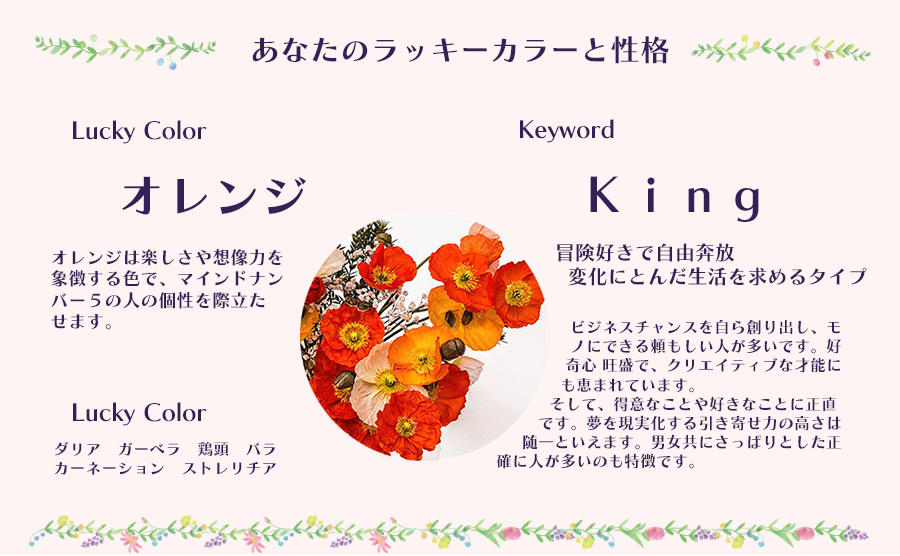 あなたのラッキーカラーと性格
Lucky Color
オレンジ
オレンジは楽しさや想像力を
象徴する色で、マインドナン
バー５の人の個性を際立た
せます。
Lucky Color
ダリア　ガーベラ　鶏頭　バラ
カーネーション　ストレリチア
Keyword
Ｋｉｎｇ
冒険好きで自由奔放
変化にとんだ生活を求めるタイプ
ビジネスチャンスを自ら創り出し、モ
ノにできる頼もしい人が多いです。好
奇心 旺盛で、クリエイティブな才能に
も恵まれています。
そして、得意なことや好きなことに正直
です。夢を現実化する引き寄せ力の高さは
随一といえます。男女共にさっぱりとした正
確に人が多いのも特徴です。